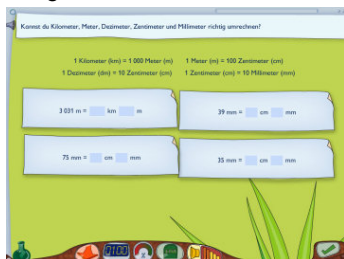 Kannst du Kilometer, Meter, Dezimeter, Zentimeter und Millimeter richtig umrechnen?
1 Kilometer (km) = 1 000 Meter (m) 1 Meter (m) = 100 Zentimeter (cm)
1 Dezimeter (dm) = 10 Zentimeter (cm) 1 Zentimeter (cm) = 10 Millimeter (mm)
3 031 m = km m
39 mm = cm mm
75 mm = cm mm
35 mm = cm mm